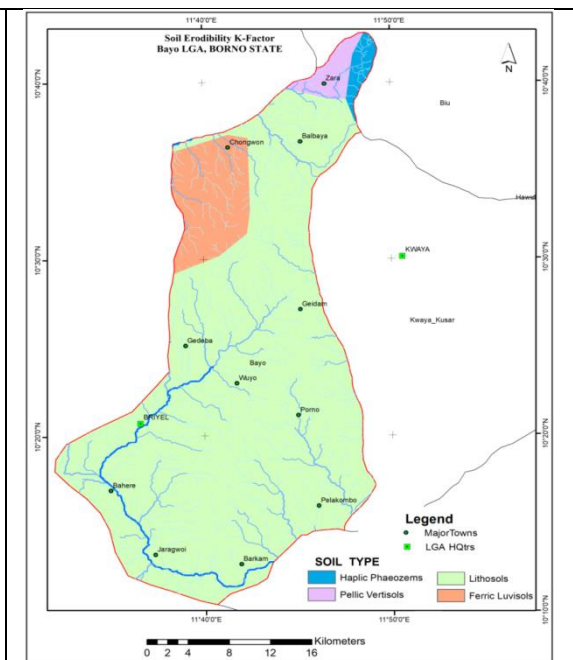 11°40'0"E
11°50'0"E
Soil Erodibility K-Factor
Bayo LGA, BORNO STATE
N
10°40'0"N
10°40'0"N
Zara
Biu
Chongwon
Balbaya
KWAYA
10°30'0"N
10°30'0"N
Geidam
Kwaya_Kusar
Gedaba
Bayo
Wuyo
Porno
BRIYEL
10°20'0"N
10°20'0"N
Bahere
Pelakombo
Legend
MajorTowns
LGA HQtrs
Jaragwoi
Barkam
SOIL TYPE
Haplic Phaeozems
Lithosols
Pellic Vertisols
Ferric Luvisols
10°10'0"N
11°40'0"E
11°50'0"E
Kilometers
0 2 4 8 12 16